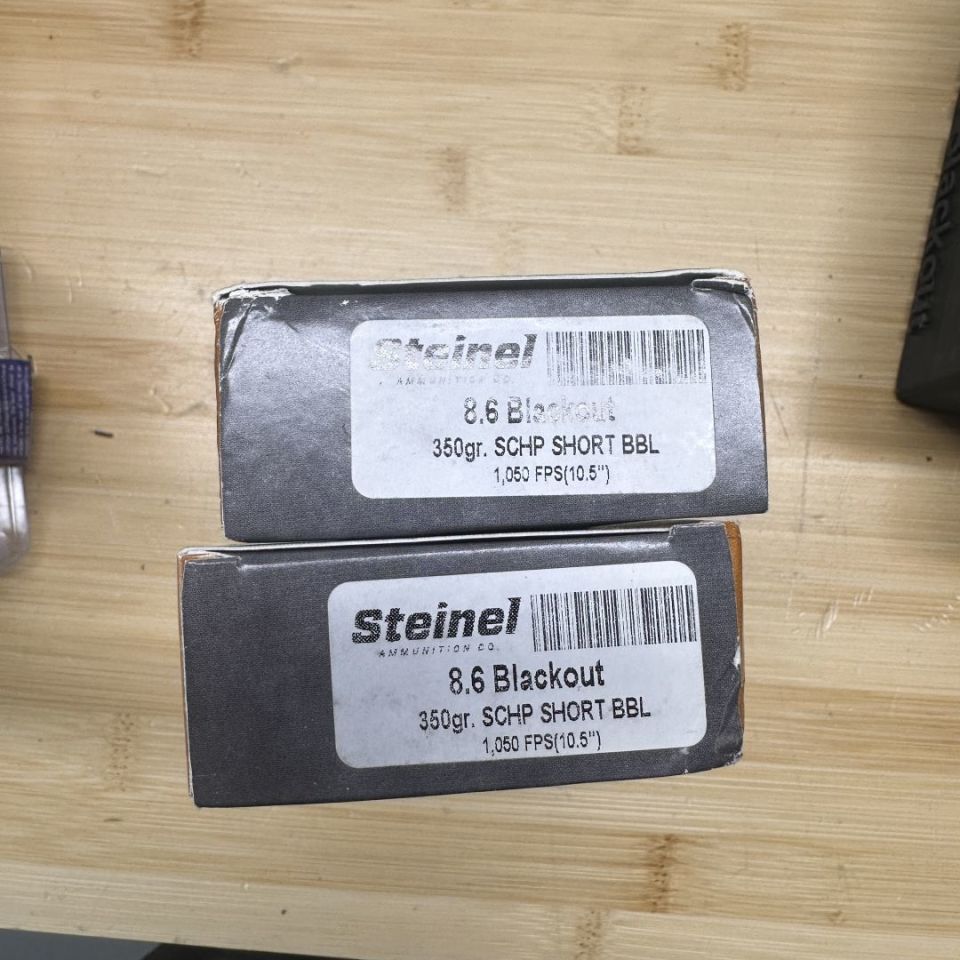 Steinel
AMMUNITION CO.
8.6 Blackout
350gr. SCHP SHORT BBL
1,050 FPS(10.5")
Steinel
AMMUNITION CO.
8.6 Blackout
350gr. SCHP SHORT BBL
1,050 FPS(10.5")
lackout